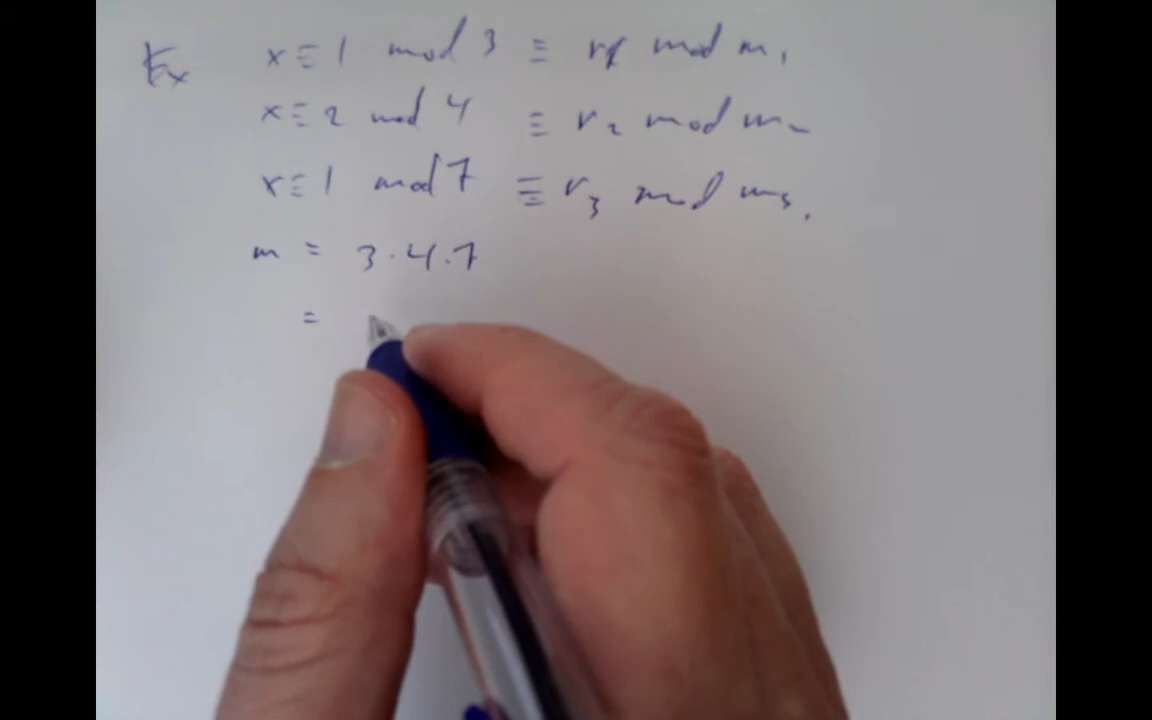 Ex x ≡ 1 mod 3 ≡ r1 mod m1
x ≡ 2 mod 4 ≡ r2 mod m2
x ≡ 1 mod 7 ≡ r3 mod m3.
m = 3·4·7
=